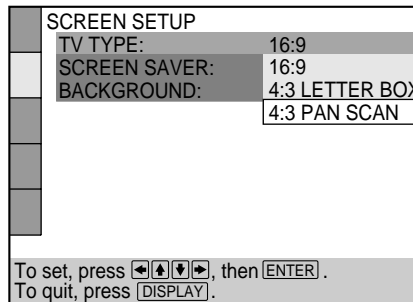 SCREEN SETUP
TV TYPE: 16:9
SCREEN SAVER: 16:9
BACKGROUND: 4:3 LETTER BOX
4:3 PAN SCAN
To set, press , then ENTER .
To quit, press DISPLAY .